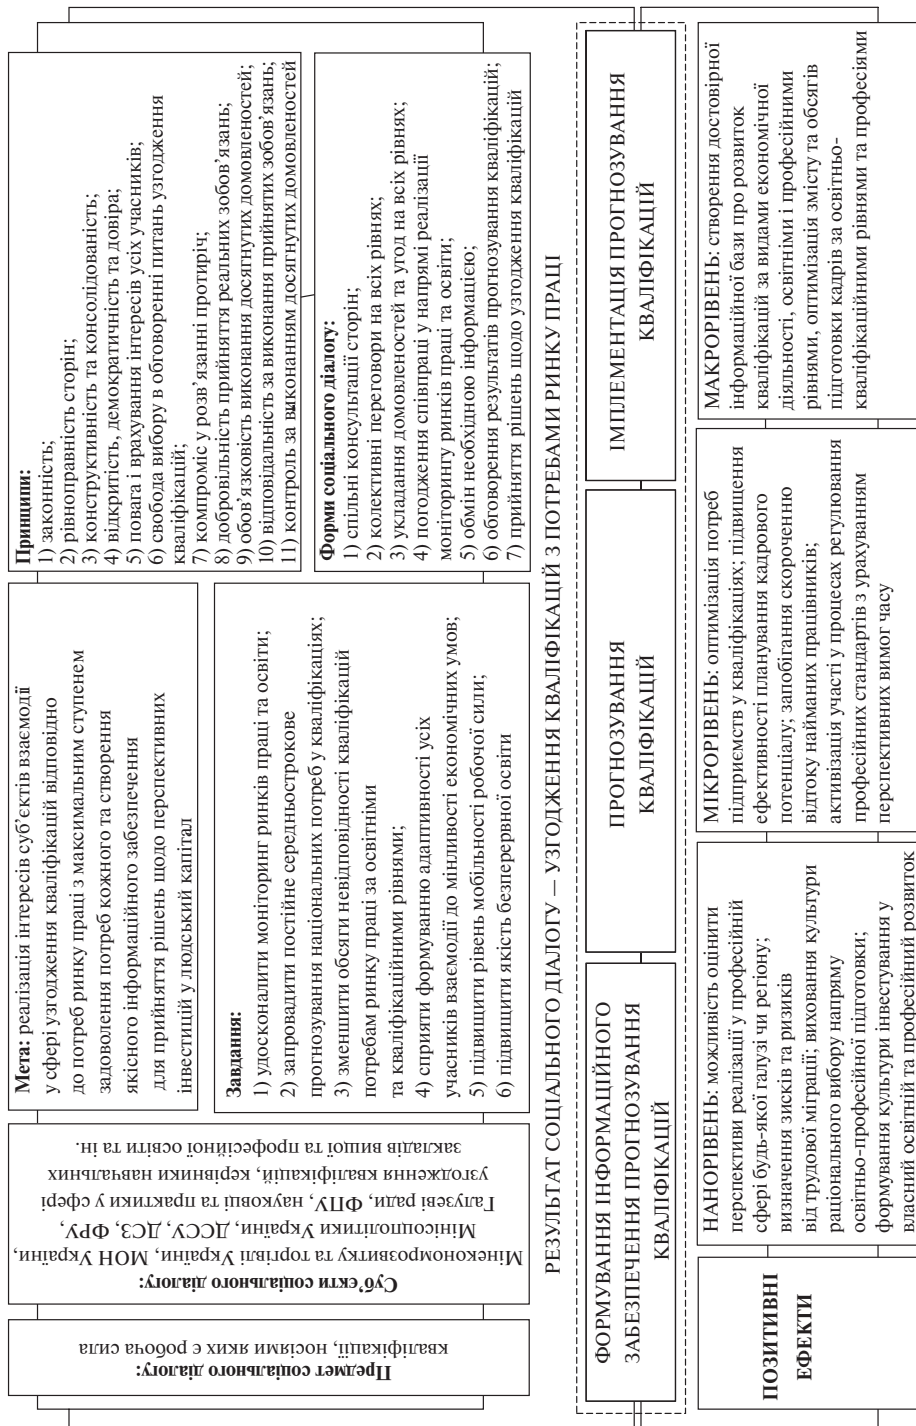 Предмет соціального діалогу:
кваліфікації, носіями яких є робоча сила
Суб’єкти соціального діалогу:
Мінекономрозвитку та торгівлі України, МОН України,
Мінісоцполітики України, ДССУ, ДСЗ, ФРУ,
Галузеві ради, ФПУ, науковці та практики у сфері
узгодження кваліфікацій, керівники навчальних
закладів вищої та професійної освіти та ін.
Мета: реалізація інтересів суб’єктів взаємодії
у сфері узгодження кваліфікацій відповідно
до потреб ринку праці з максимальним ступенем
задоволення потреб кожного та створення
якісного інформаційного забезпечення
для прийняття рішень щодо перспективних
інвестицій у людський капітал
Завдання:
1) удосконалити моніторинг ринків праці та освіти;
2) запровадити постійне середньострокове
прогнозування національних потреб у кваліфікаціях;
3) зменшити обсяги невідповідності кваліфікацій
потребам ринку праці за освітніми
та кваліфікаційними рівнями;
4) сприяти формуванню адаптивності усіх
учасників взаємодії до мінливості економічних умов;
5) підвищити рівень мобільності робочої сили;
6) підвищити якість безперервної освіти
Принципи:
1) законність;
2) рівноправність сторін;
3) конструктивність та консолідованість;
4) відкритість, демократичність та довіра;
5) повага і врахування інтересів усіх учасників;
6) свобода вибору в обговоренні питань узгодження
кваліфікацій;
7) компроміс у розв’язанні протиріч;
8) добровільність прийняття реальних зобов’язань;
9) обов’язковість виконання досягнутих домовленостей;
10) відповідальність за виконання прийнятих зобов’язань;
11) контроль за виконанням досягнутих домовленостей
Форми соціального діалогу:
1) спільні консультації сторін;
2) колективні переговори на всіх рівнях;
3) укладання домовленостей та угод на всіх рівнях;
4) погодження співпраці у напрямі реалізації
моніторингу ринків праці та освіти;
5) обмін необхідною інформацією;
6) обговорення результатів прогнозування кваліфікацій;
7) прийняття рішень щодо узгодження кваліфікацій
РЕЗУЛЬТАТ СОЦІАЛЬНОГО ДІАЛОГУ — УЗГОДЖЕННЯ КВАЛІФІКАЦІЙ З ПОТРЕБАМИ РИНКУ ПРАЦІ
ФОРМУВАННЯ ІНФОРМАЦІЙНОГО
ЗАБЕЗПЕЧЕННЯ ПРОГНОЗУВАННЯ
КВАЛІФІКАЦІЙ
ПРОГНОЗУВАННЯ
КВАЛІФІКАЦІЙ
ІМПЛЕМЕНТАЦІЯ ПРОГНОЗУВАННЯ
КВАЛІФІКАЦІЙ
ПОЗИТИВНІ
ЕФЕКТИ
НАНОРІВЕНЬ: можливість оцінити
перспективи реалізації у професійній
сфері будь-якої галузі чи регіону;
визначення зисків та ризиків
від трудової міграції; виховання культури
раціонального вибору напряму
освітньо-професійної підготовки;
формування культури інвестування у
власний освітній та професійний розвиток
МІКРОРІВЕНЬ: оптимізація потреб
підприємств у кваліфікаціях; підвищення
ефективності планування кадрового
потенціалу; запобігання скороченню
відтоку найманих працівників;
активізація участі у процесах регулювання
професійних стандартів з урахуванням
перспективних вимог часу
МАКРОРІВЕНЬ: створення достовірної
інформаційної бази про розвиток
кваліфікацій за видами економічної
діяльності, освітніми і професійними
рівнями, оптимізація змісту та обсягів
підготовки кадрів за освітньо-
кваліфікаційними рівнями та професіями